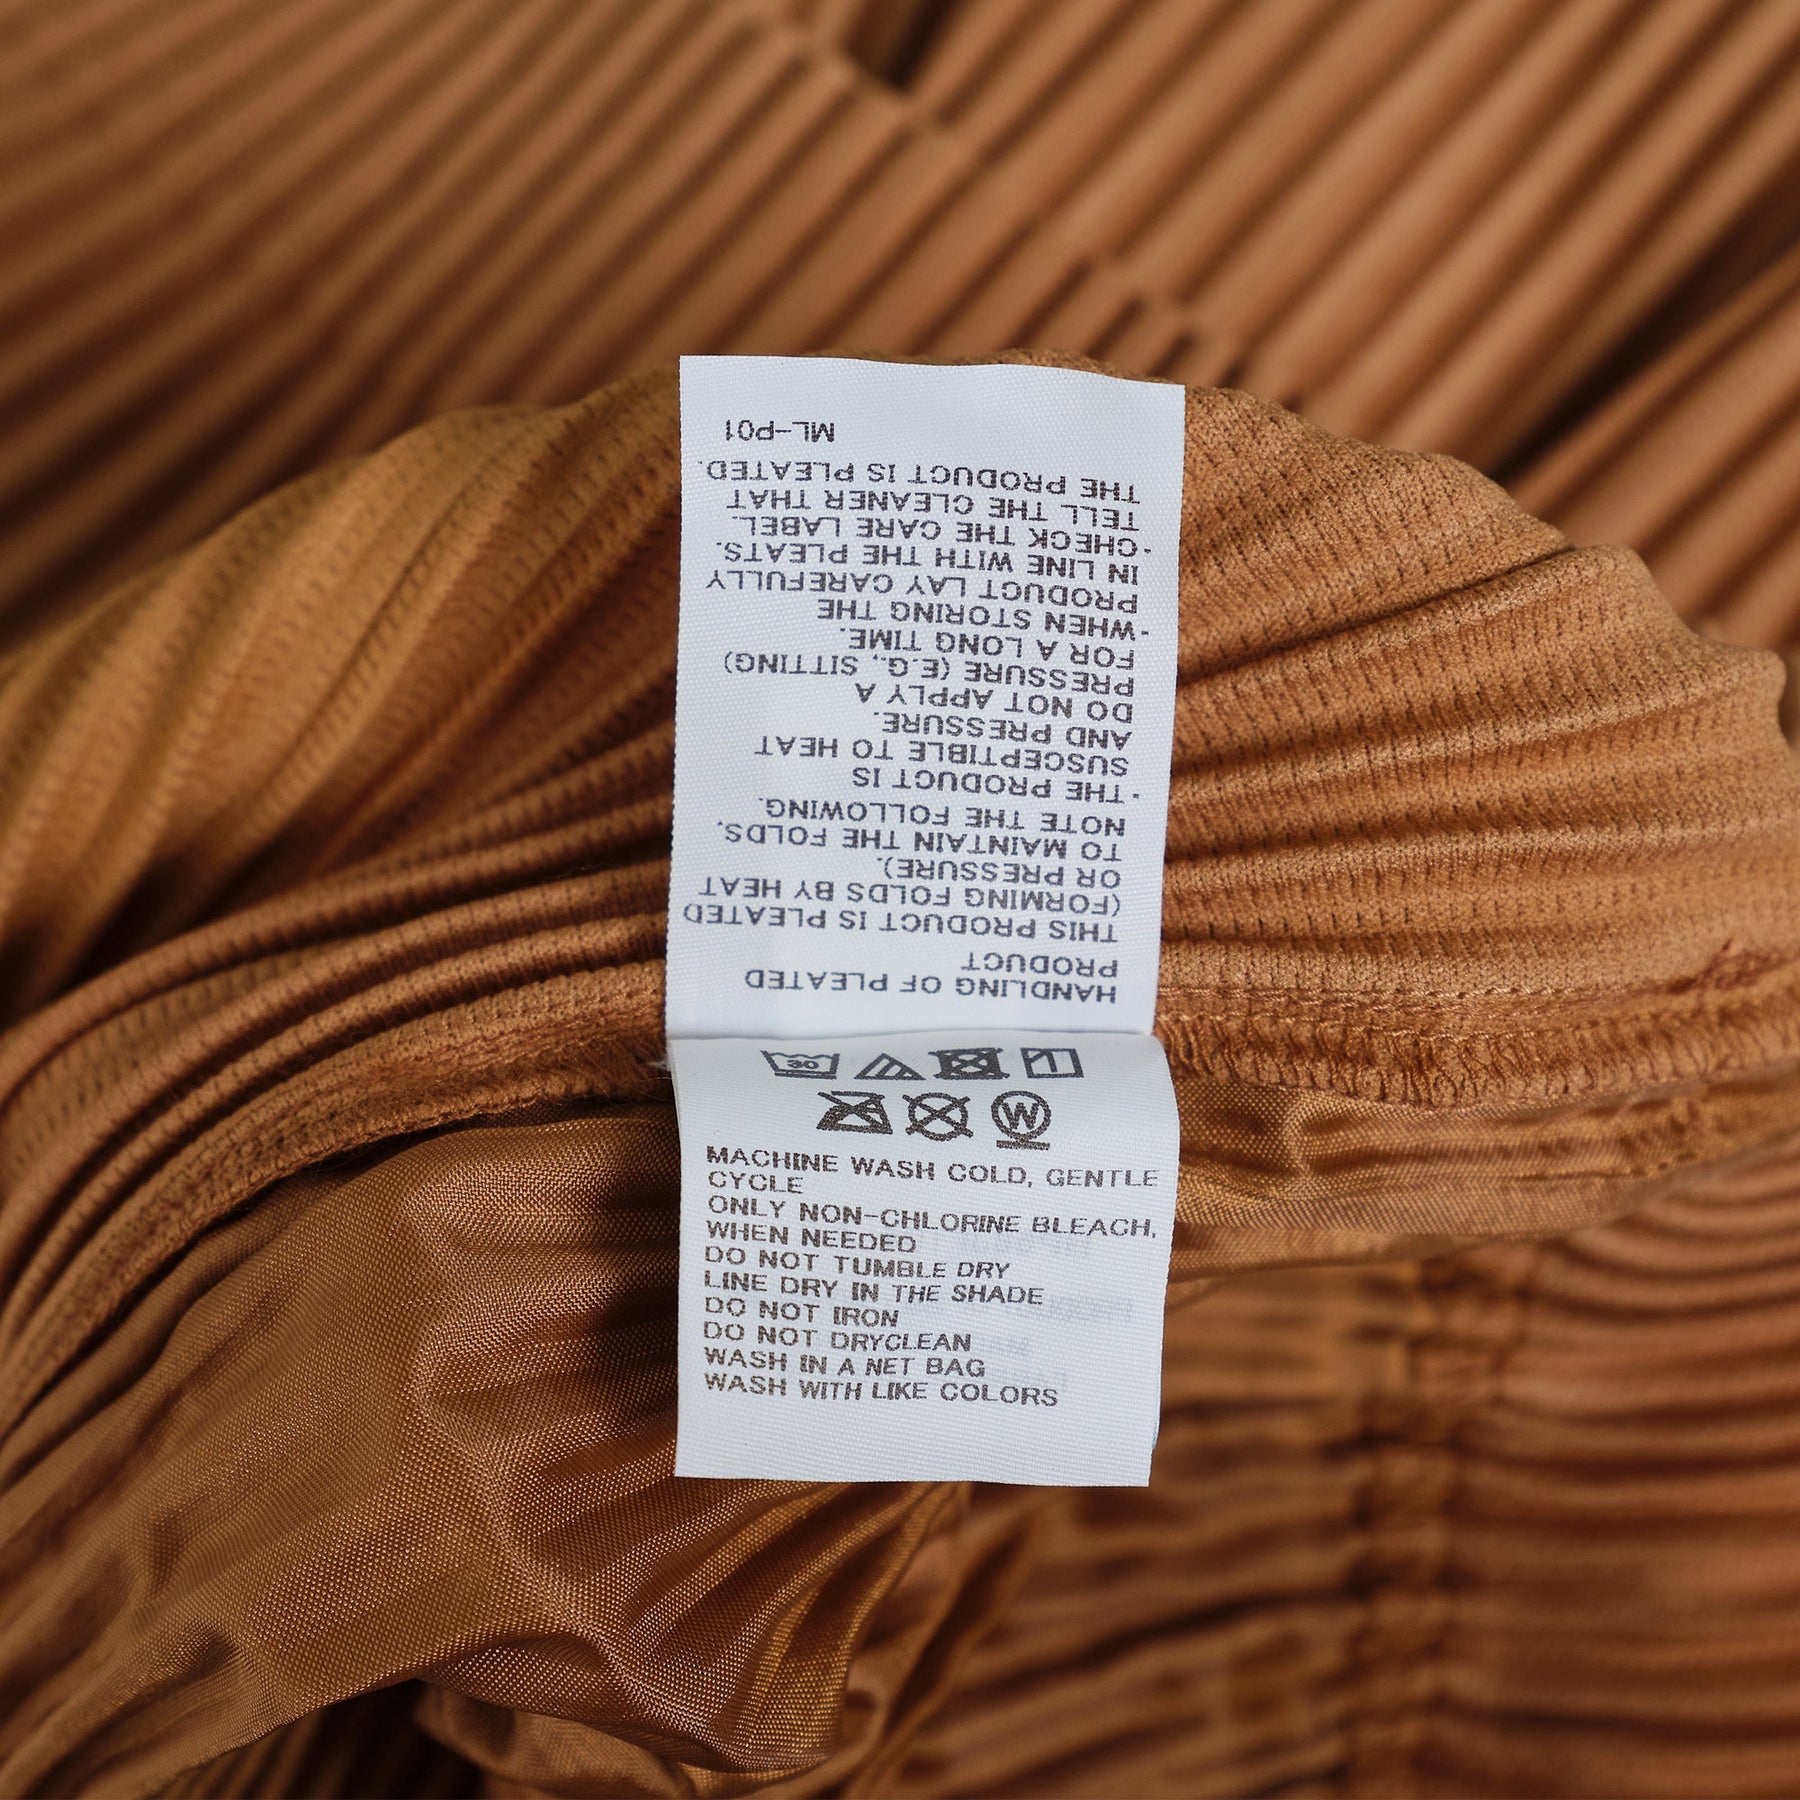 HANDLING OF PLEATED
PRODUCT
THIS PRODUCT IS PLEATED
(FORMING FOLDS BY HEAT
OR PRESSURE).
TO MAINTAIN THE FOLDS,
NOTE THE FOLLOWING.
·THE PRODUCT IS
SUSCEPTIBLE TO HEAT
AND PRESSURE.
DO NOT APPLY A
PRESSURE (E.G., SITTING)
FOR A LONG TIME.
·WHEN STORING THE
PRODUCT LAY CAREFULLY
IN LINE WITH THE PLEATS.
·CHECK THE CARE LABEL.
TELL THE CLEANER THAT
THE PRODUCT IS PLEATED.
ML-P01
30
W
MACHINE WASH COLD, GENTLE
CYCLE
ONLY NON-CHLORINE BLEACH,
WHEN NEEDED
DO NOT TUMBLE DRY
LINE DRY IN THE SHADE
DO NOT IRON
DO NOT DRYCLEAN
WASH IN A NET BAG
WASH WITH LIKE COLORS